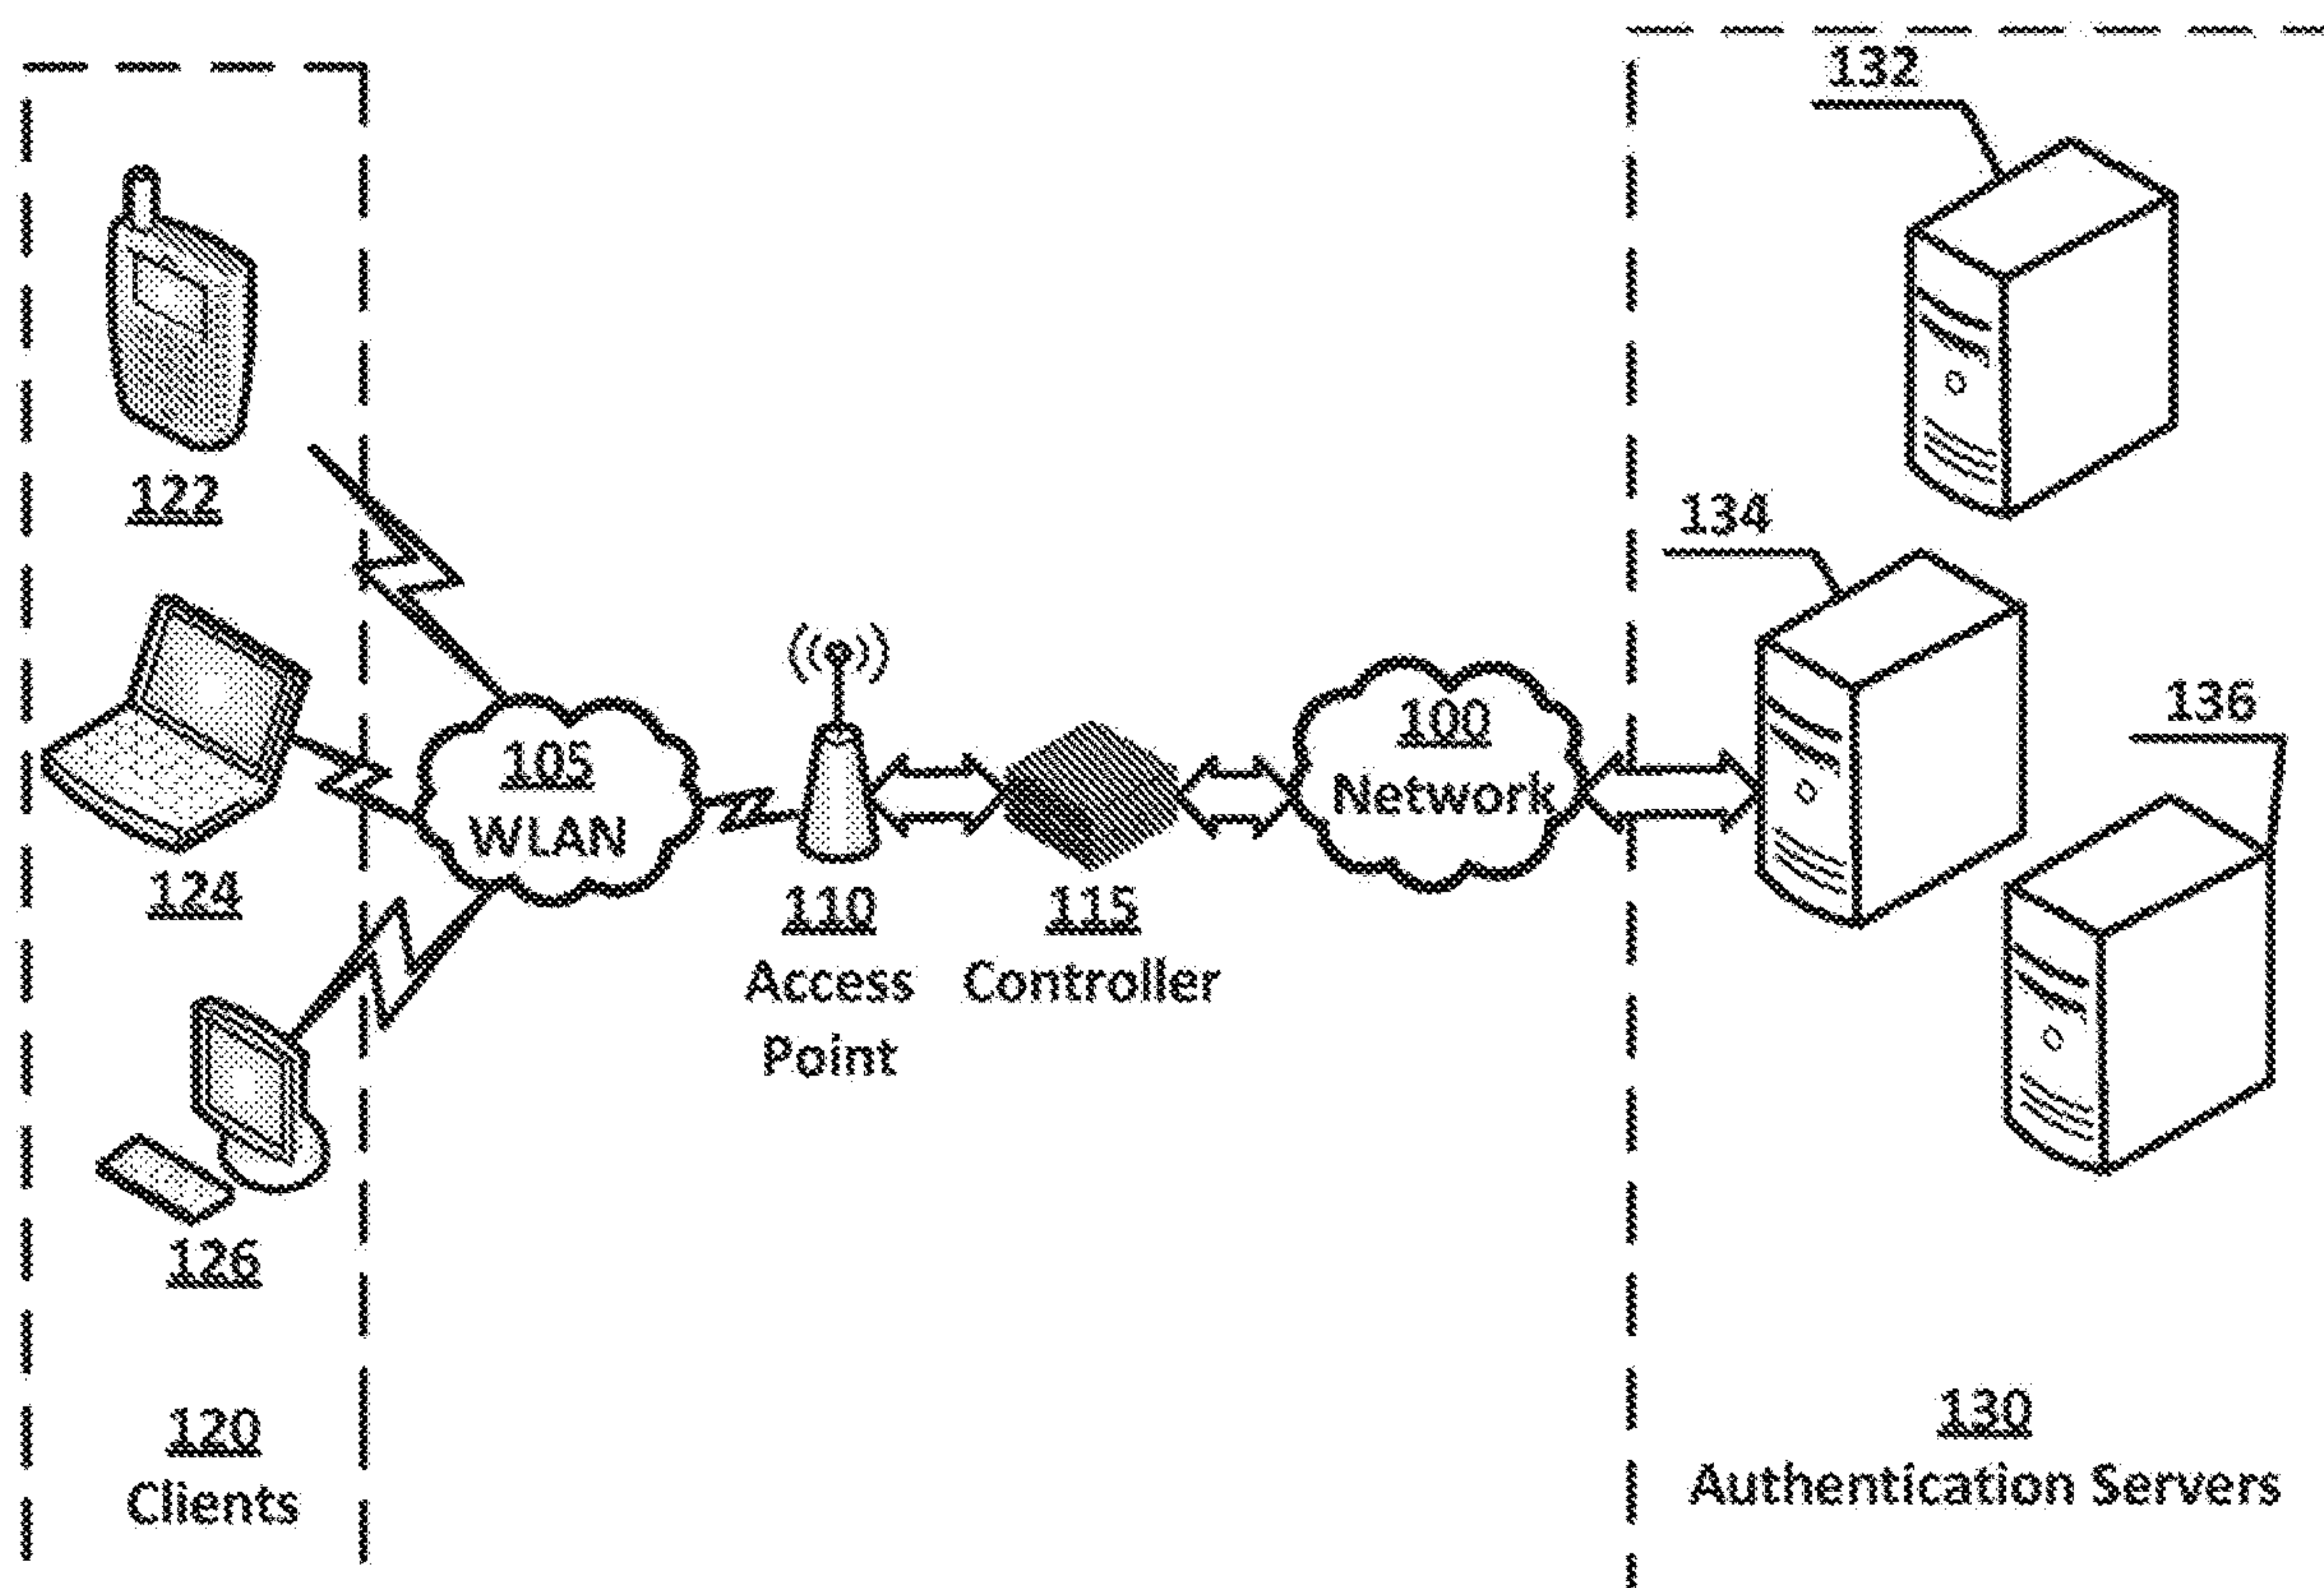 132
122
134
136
100
Network
105
WLAN
124
110
Access
Point
115
Controller
126
120
Clients
130
Authentication Servers